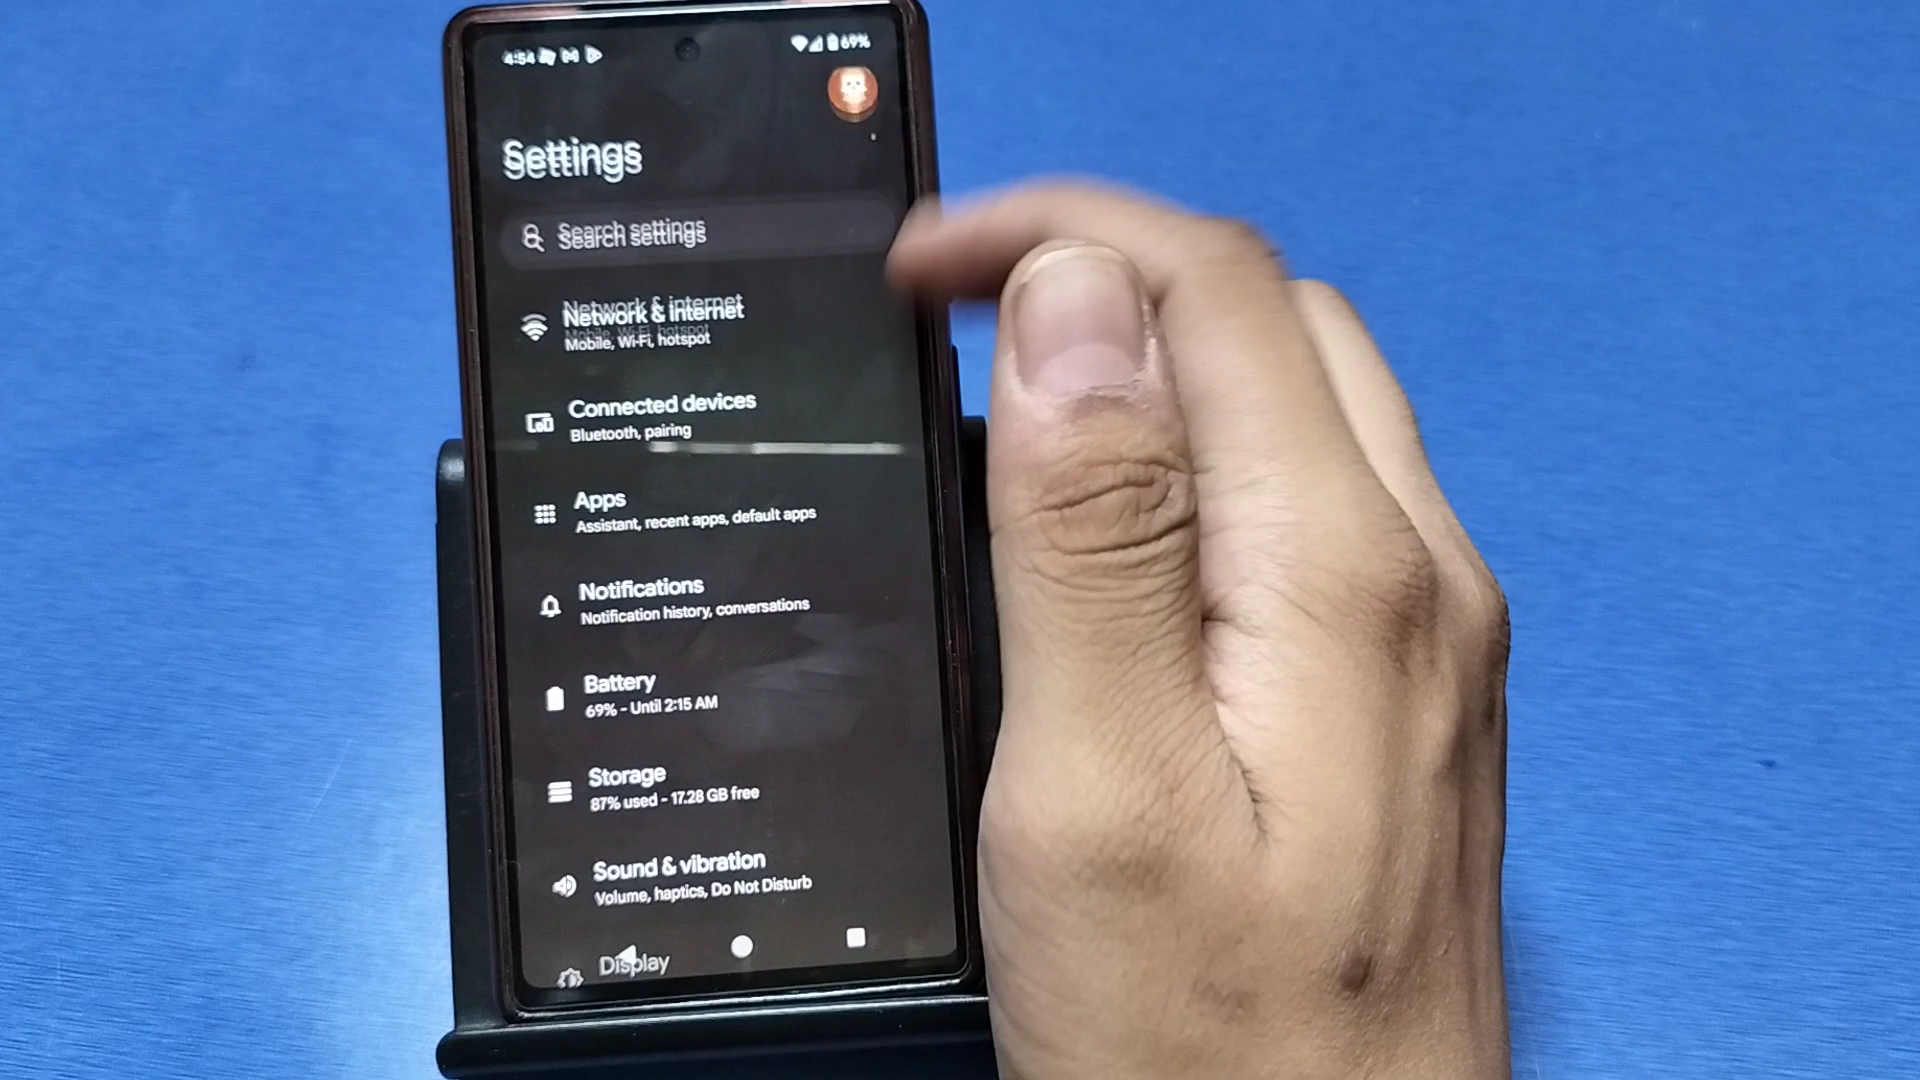 4:54
69%
Settings
Search settings
Network & internet
Mobile, Wi-Fi, hotspot
Connected devices
Bluetooth, pairing
Apps
Assistant, recent apps, default apps
Notifications
Notification history, conversations
Battery
69% - Until 2:15 AM
Storage
87% used - 17.28 GB free
Sound & vibration
Volume, haptics, Do Not Disturb
Display